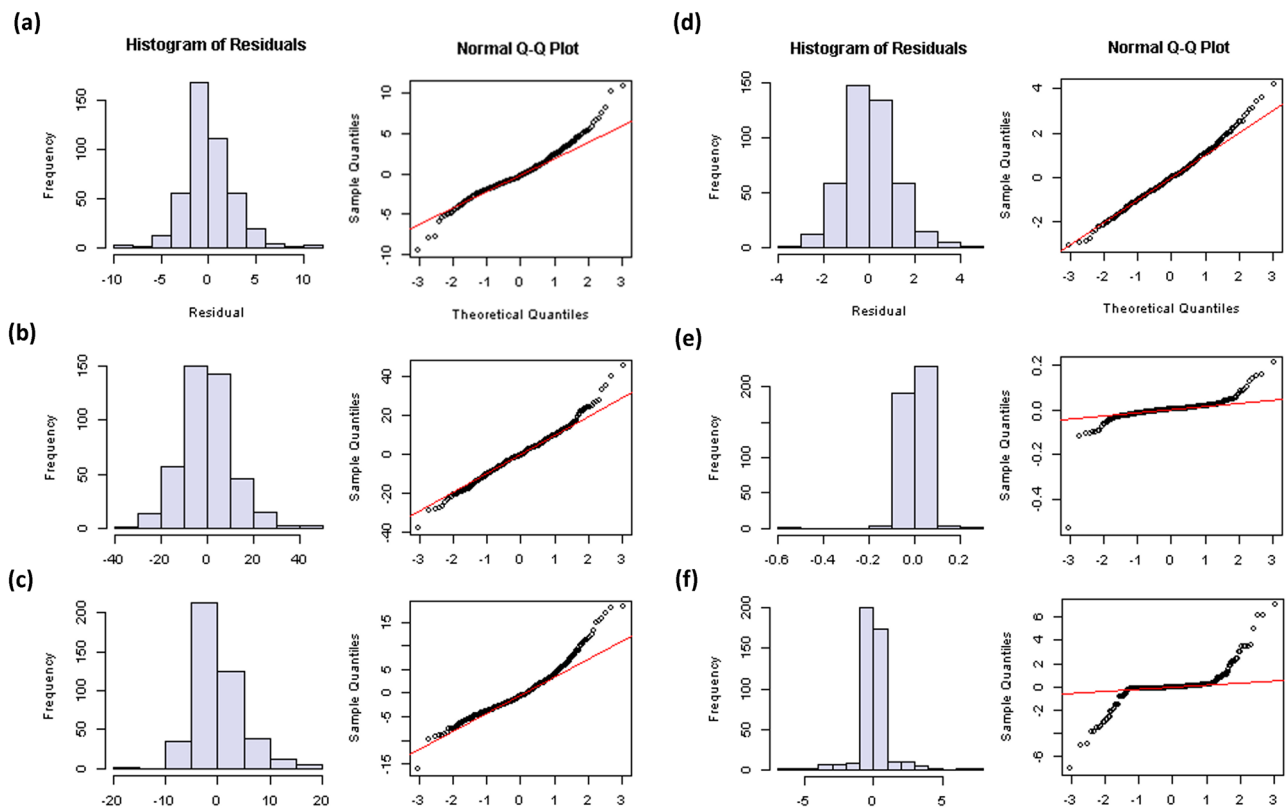 (a)
Histogram of Residuals
Frequency
150
100
50
0
-10 -5 0 5 10
Residual
Normal Q-Q Plot
Sample Quantiles
10
5
0
-5
-10
-3 -2 -1 0 1 2 3
Theoretical Quantiles
(d)
Histogram of Residuals
Frequency
150
100
50
0
-4 -2 0 2 4
Residual
Normal Q-Q Plot
Sample Quantiles
4
2
0
-2
-3 -2 -1 0 1 2 3
Theoretical Quantiles
(b)
Frequency
150
100
50
0
-40 -20 0 20 40
Sample Quantiles
40
20
0
-20
-40
-3 -2 -1 0 1 2 3
(e)
Frequency
200
150
100
50
0
-0.6 -0.4 -0.2 0.0 0.2
Sample Quantiles
0.2
0.0
-0.2
-0.4
-3 -2 -1 0 1 2 3
(c)
Frequency
200
150
100
50
0
-20 -10 0 10 20
Sample Quantiles
15
5
0
-5
-15
-3 -2 -1 0 1 2 3
(f)
Frequency
200
150
100
50
0
-5 0 5
Sample Quantiles
6
4
2
0
-2
-6
-3 -2 -1 0 1 2 3